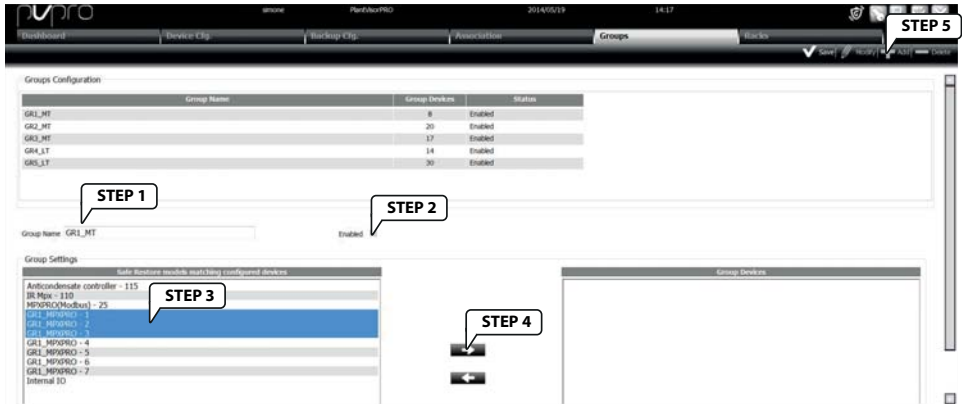 pvpro simone PlantVisorPRO 2014/05/19 14:17
STEP 5
Dashboard Device Cfg. Backup Cfg. Association Groups Racks
Save Modify Add Delete
Groups Configuration
Group Name Group Devices Status
GR1_MT 8 Enabled
GR2_MT 20 Enabled
GR3_MT 17 Enabled
GR4_LT 14 Enabled
GR5_LT 30 Enabled
STEP 1
STEP 2
Group Name GR1_MT Enabled
Group Settings
Safe Restore models matching configured devices Group Devices
Anticondensate controller - 115
IR Mpx - 110
MPXPRO(Modbus) - 25
STEP 3
GR1_MPXPRO - 1
GR1_MPXPRO - 2
GR1_MPXPRO - 3
STEP 4
GR1_MPXPRO - 4
GR1_MPXPRO - 5
GR1_MPXPRO - 6
GR1_MPXPRO - 7
Internal IO